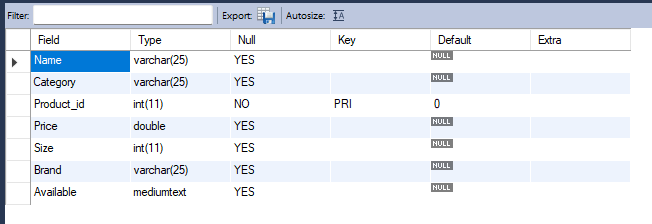 Filter: Export: Autosize: IA
Field Type Null Key Default Extra
Name varchar(25) YES NULL
Category varchar(25) YES NULL
Product_id int(11) NO PRI 0
Price double YES NULL
Size int(11) YES NULL
Brand varchar(25) YES NULL
Available mediumtext YES NULL